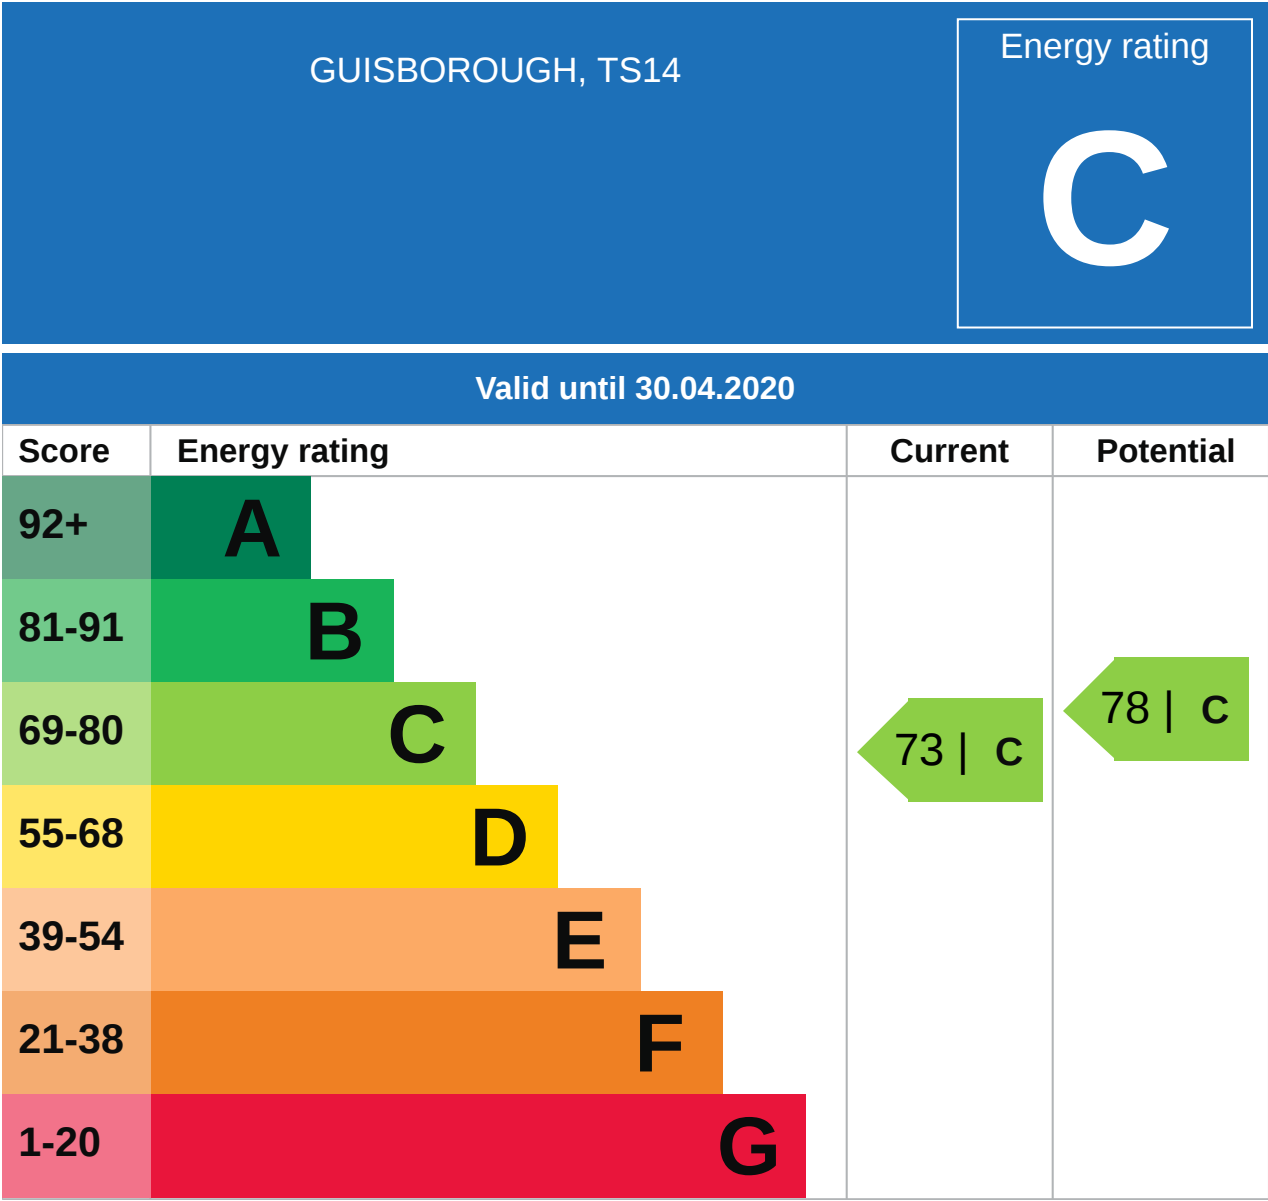 GUISBOROUGH, TS14
Energy rating
C
Valid until 30.04.2020
Score Energy rating Current Potential
92+ A
81-91 B
69-80 C
73 | C
78 | C
55-68 D
39-54 E
21-38 F
1-20 G